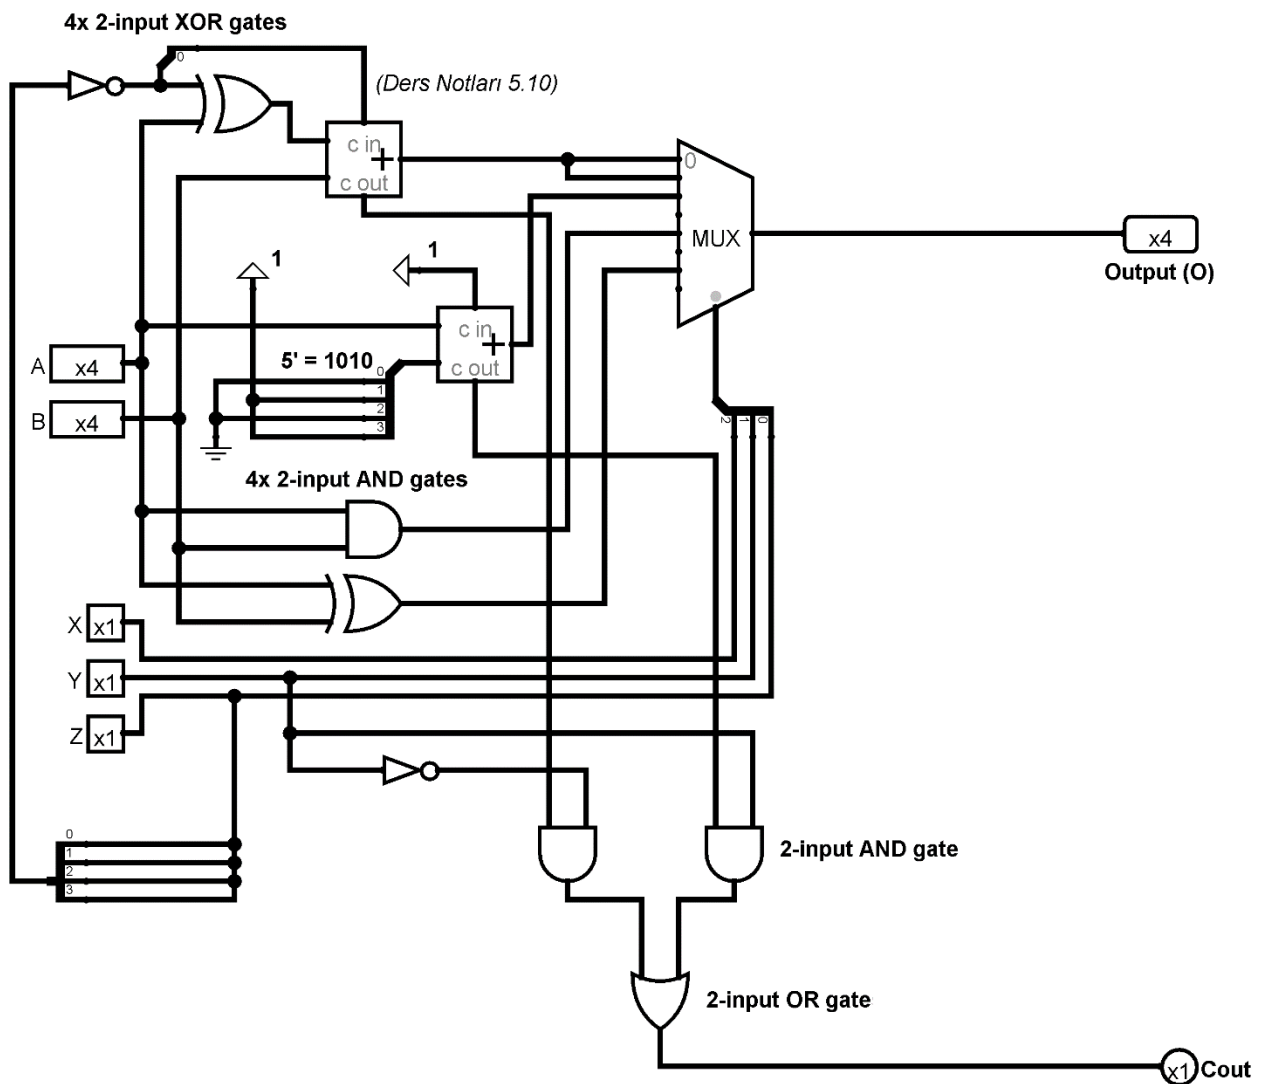 4x 2-input XOR gates
0
(Ders Notları 5.10)
c in
c out
0
MUX
x4
Output (O)
1
1
c in
c out
5' = 1010
0
1
2
3
A x4
B x4
2 1 0
4x 2-input AND gates
X x1
Y x1
Z x1
0
1
2
3
2-input AND gate
2-input OR gate
x1 Cout